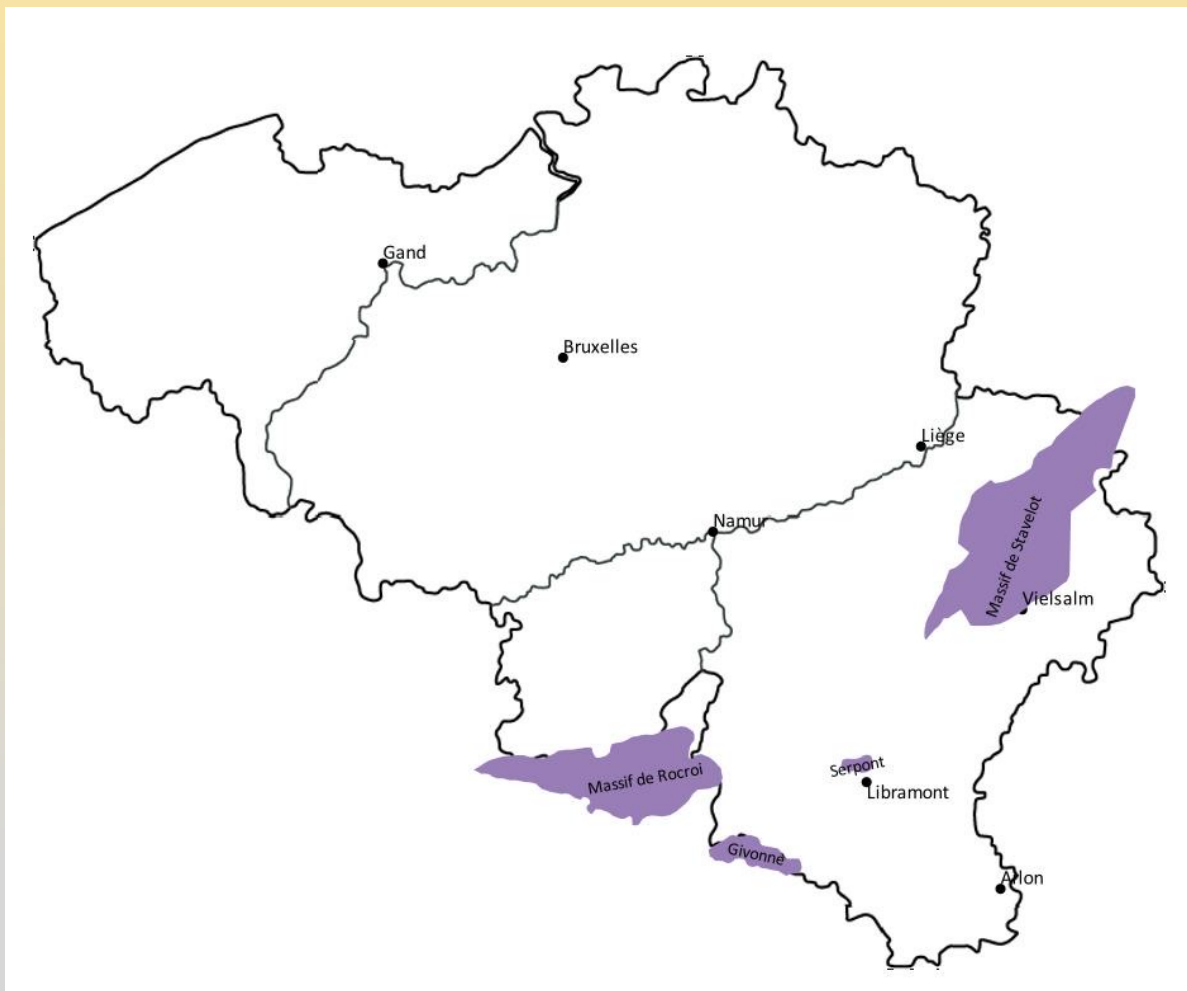 Gand
Bruxelles
Liège
Namur
Massif de Stavelot
Vielsalm
Massif de Rocroi
Serpont
Libramont
Givonne
Arlon